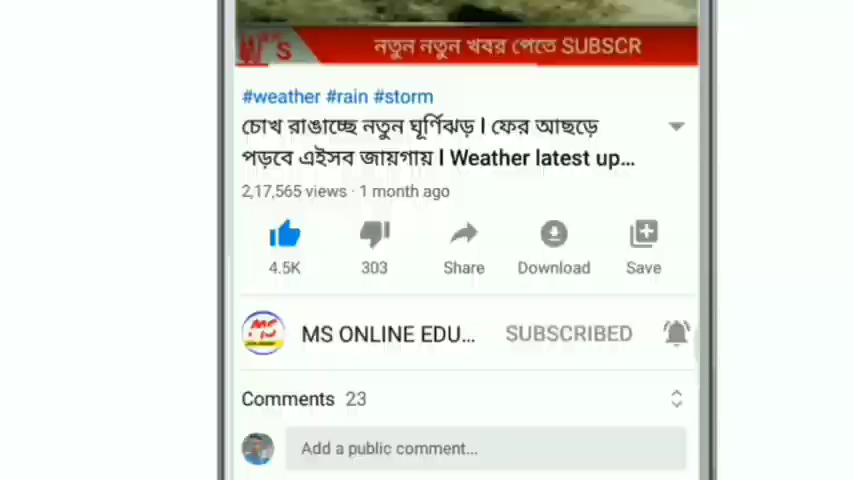 নতুন নতুন খবর পেতে SUBSCR
#weather #rain #storm
চোখ রাঙাচ্ছে নতুন ঘূর্ণিঝড় l ফের আছড়ে
পড়বে এইসব জায়গায় l Weather latest up...
2,17,565 views · 1 month ago
4.5K 303 Share Download Save
MS ONLINE EDU... SUBSCRIBED
Comments 23
Add a public comment...